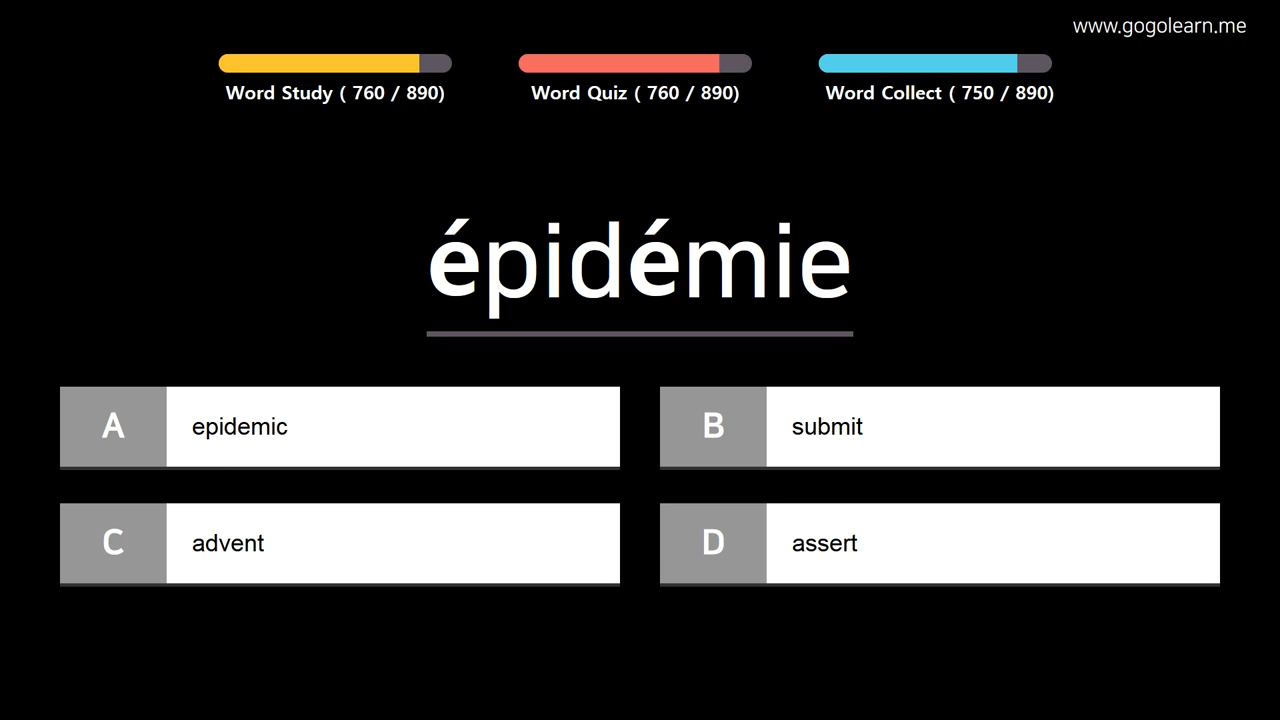 www.gogolearn.me
Word Study ( 760 / 890)
Word Quiz ( 760 / 890)
Word Collect ( 750 / 890)
épidémie
A epidemic
B submit
C advent
D assert